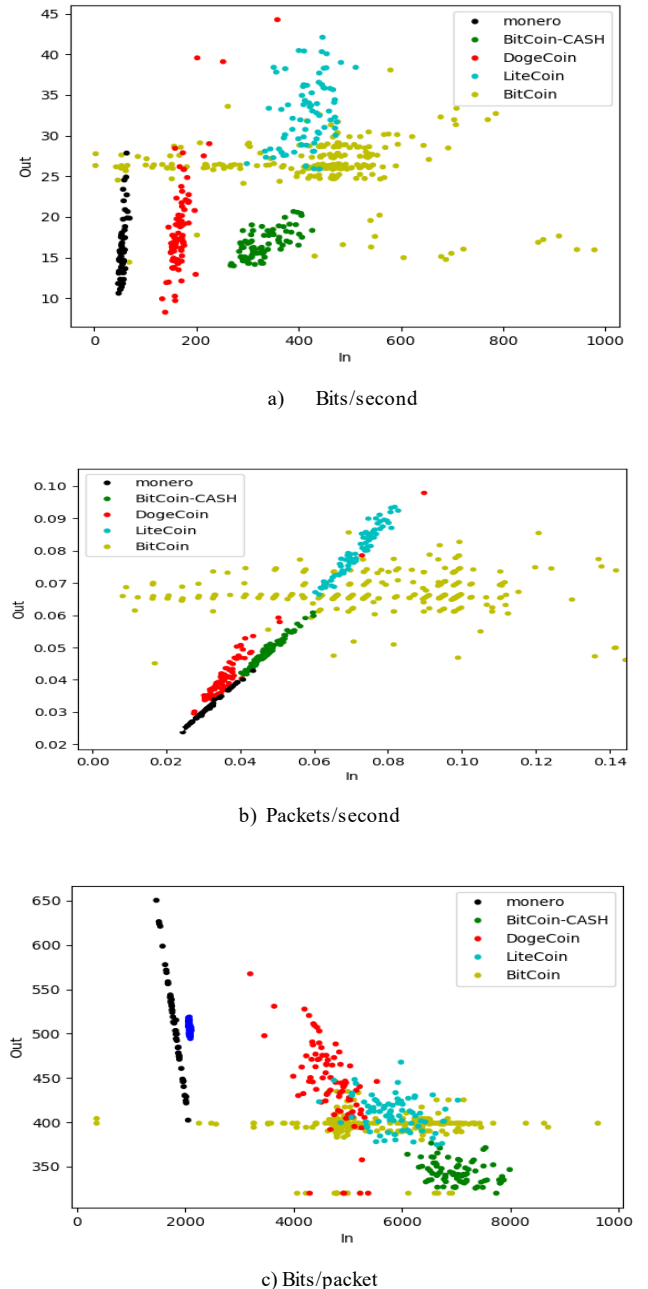 45
40
35
30
25
20
15
10
Out
0
200
400
600
800
1000
In
monero
BitCoin-CASH
DogeCoin
LiteCoin
BitCoin
a) Bits/second
0.10
0.09
0.08
0.07
0.06
0.05
0.04
0.03
0.02
Out
0.00
0.02
0.04
0.06
0.08
0.10
0.12
0.14
In
monero
BitCoin-CASH
DogeCoin
LiteCoin
BitCoin
b) Packets/second
650
600
550
500
450
400
350
Out
0
2000
4000
6000
8000
1000
In
monero
BitCoin-CASH
DogeCoin
LiteCoin
BitCoin
c) Bits/packet